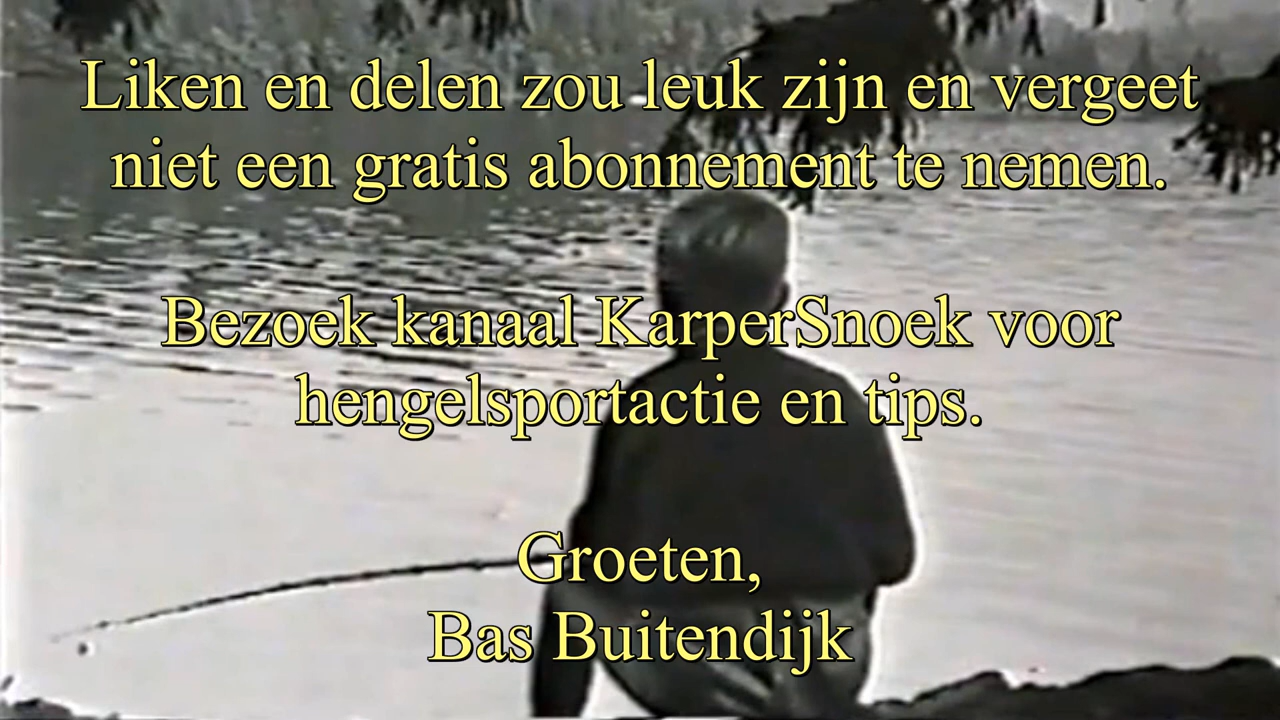 Liken en delen zou leuk zijn en vergeet
niet een gratis abonnement te nemen.
Bezoek kanaal KarperSnoek voor
hengelsportactie en tips.
Groeten,
Bas Buitendijk